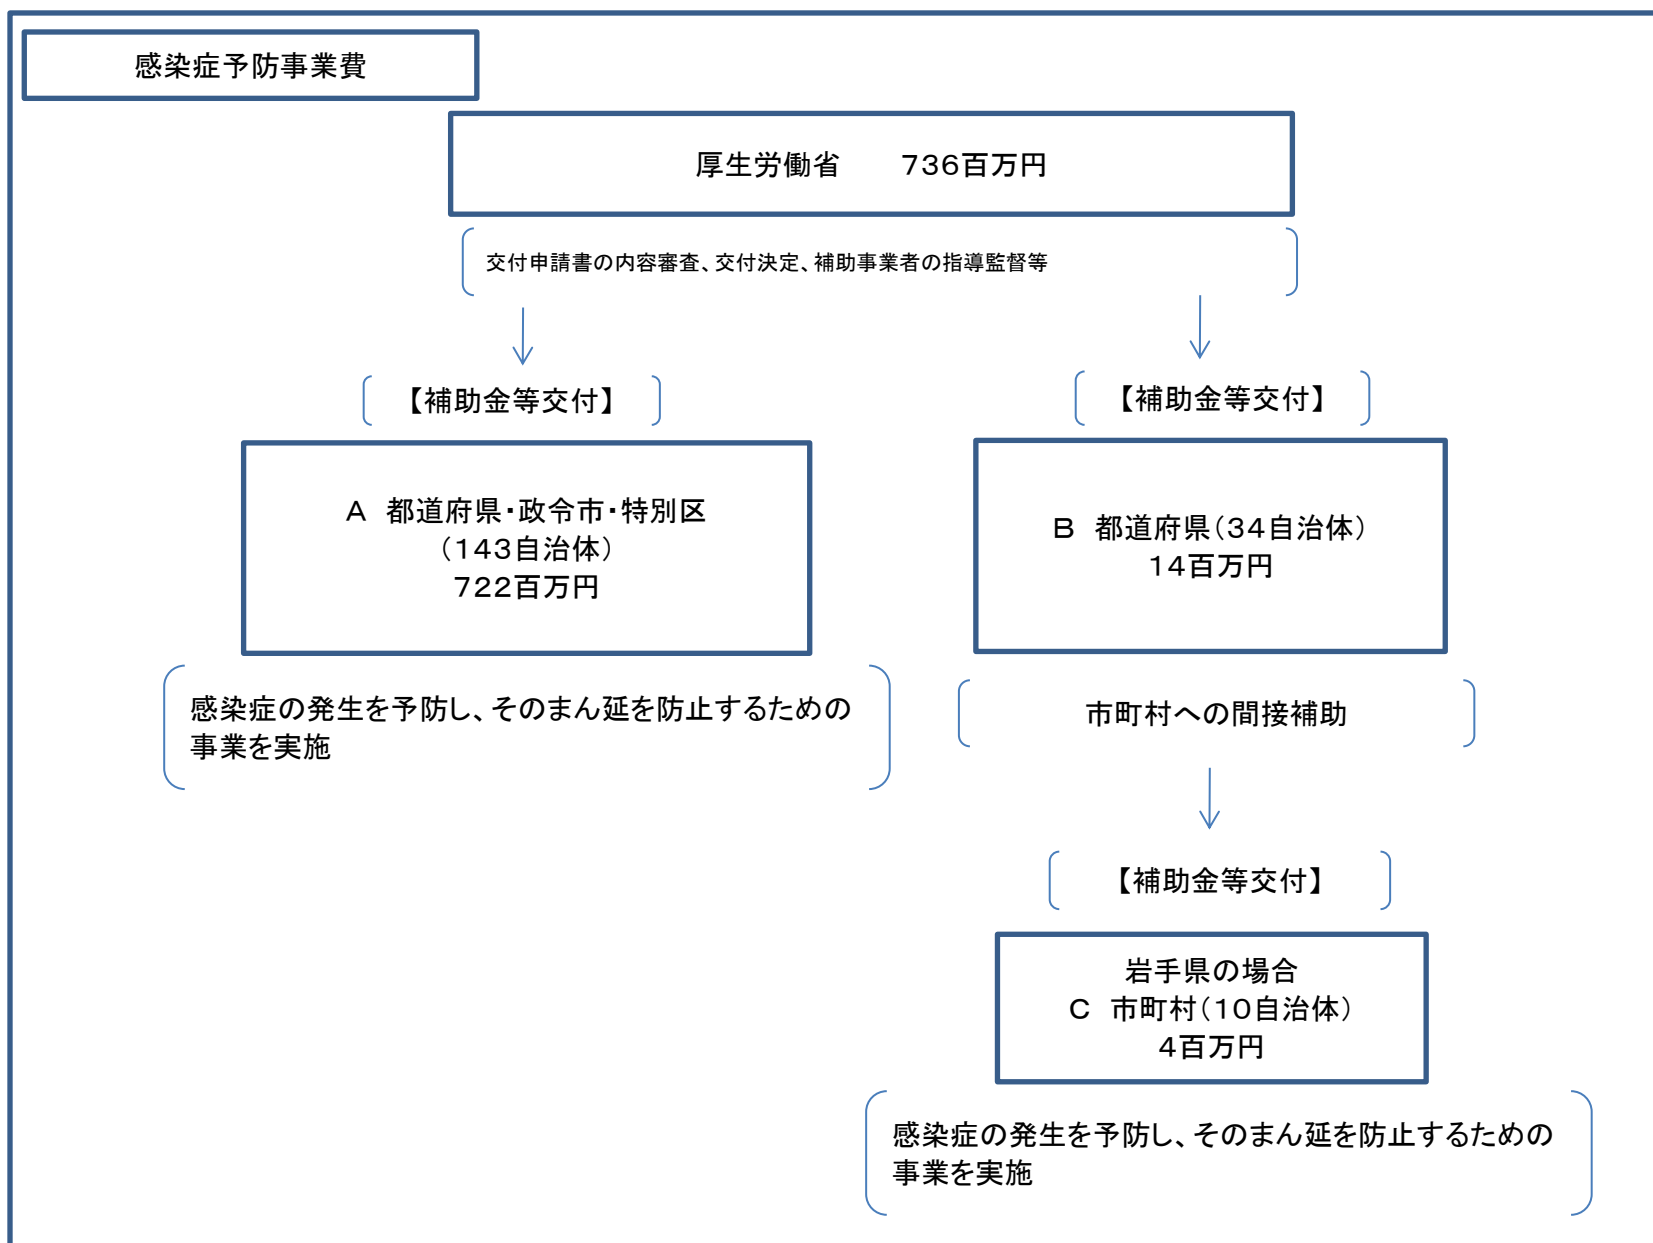 感染症予防事業費
厚生労働省　　736百万円
交付申請書の内容審査、交付決定、補助事業者の指導監督等
【補助金等交付】
【補助金等交付】
A　都道府県・政令市・特別区
（143自治体）
722百万円
B　都道府県（34自治体）
14百万円
感染症の発生を予防し、そのまん延を防止するための
事業を実施
市町村への間接補助
【補助金等交付】
岩手県の場合
C　市町村（10自治体）
4百万円
感染症の発生を予防し、そのまん延を防止するための
事業を実施